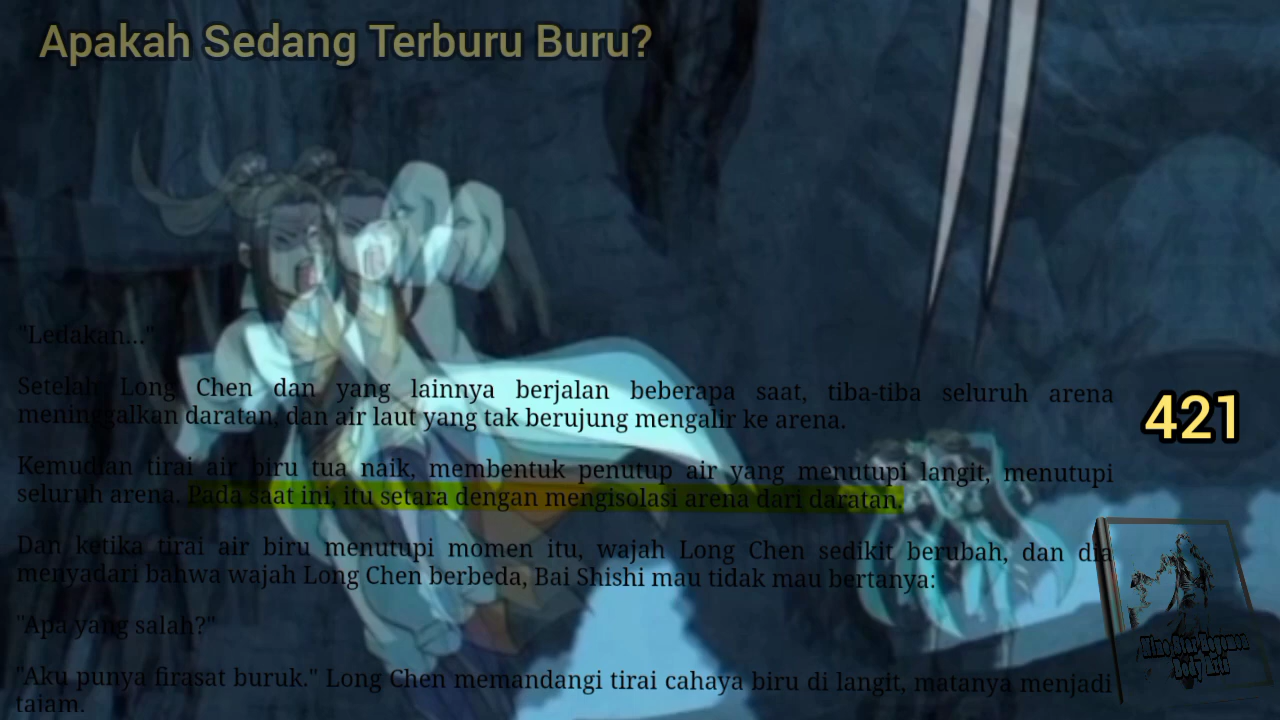 Apakah Sedang Terburu Buru?
"Ledakan..."
Setelah Long Chen dan yang lainnya berjalan beberapa saat, tiba-tiba seluruh arena
meninggalkan daratan, dan air laut yang tak berujung mengalir ke arena.
421
Kemudian tirai air biru tua naik, membentuk penutup air yang menutupi langit, menutupi
seluruh arena. Pada saat ini, itu setara dengan mengisolasi arena dari daratan.
Dan ketika tirai air biru menutupi momen itu, wajah Long Chen sedikit berubah, dan dia
menyadari bahwa wajah Long Chen berbeda, Bai Shishi mau tidak mau bertanya:
"Apa yang salah?"
"Aku punya firasat buruk." Long Chen memandangi tirai cahaya biru di langit, matanya menjadi
tajam.